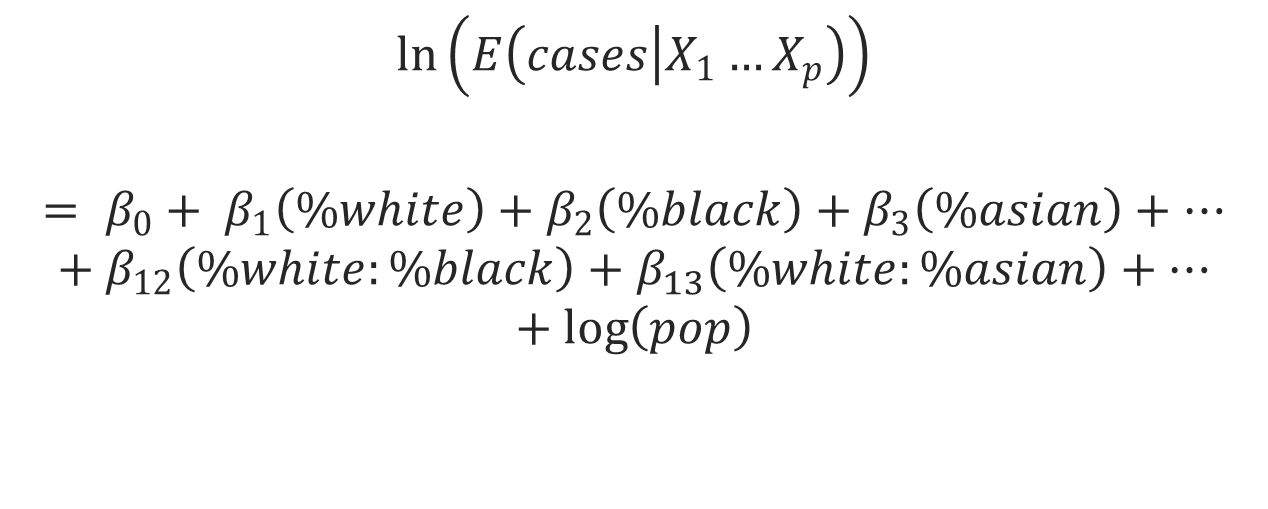 ln(E(cases|X₁ … Xₚ))
= β₀ + β₁(%white) + β₂(%black) + β₃(%asian) + ⋯
+ β₁₂(%white: %black) + β₁₃(%white: %asian) + ⋯
+ log(pop)